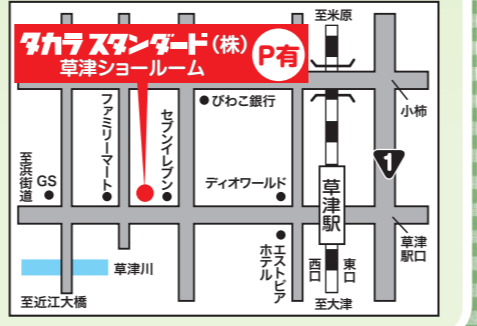 至米原
タカラスタンダード(株)
草津ショールーム
P有
びわこ銀行
小柿
ファミリーマート
セブンイレブン
1
至浜街道
GS
ディオワールド
草津駅
草津川
エストピア
ホテル
西口
東口
草津
駅口
至近江大橋
至大津